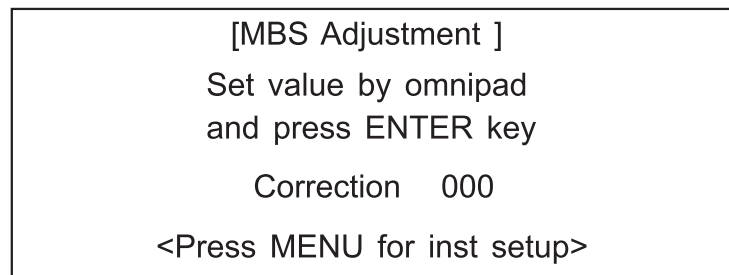 [MBS Adjustment ]
Set value by omnipad
and press ENTER key
Correction 000
<Press MENU for inst setup>